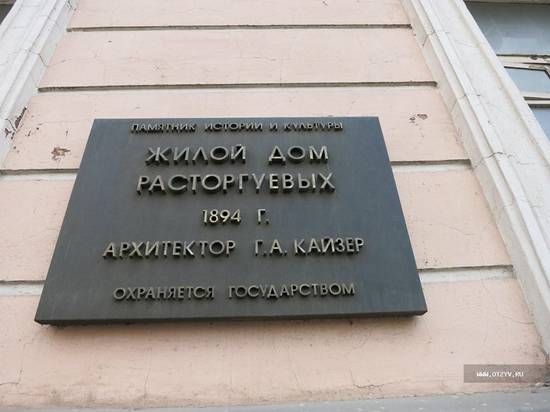 ПАМЯТНИК ИСТОРИИ И КУЛЬТУРЫ
ЖИЛОЙ ДОМ
РАСТОРГУЕВЫХ
1894 Г.
АРХИТЕКТОР Г.А. КАЙЗЕР
ОХРАНЯЕТСЯ ГОСУДАРСТВОМ
WWW.OTZYV.RU